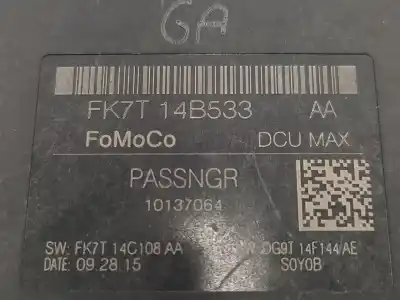 GA
FK7T 14B533 AA
FoMoCo DCU MAX
PASSNGR
10137064
SW: FK7T 14C108 AA DG9T 14F144 AE
DATE: 09.28.15 S0Y0B